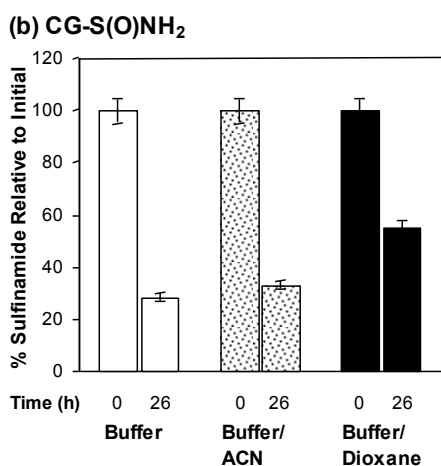 (b) CG-S(O)NH₂
% Sulfinamide Relative to Initial
120
100
80
60
40
20
0
Time (h) 0 26 0 26 0 26
Buffer Buffer/ Buffer/
ACN Dioxane